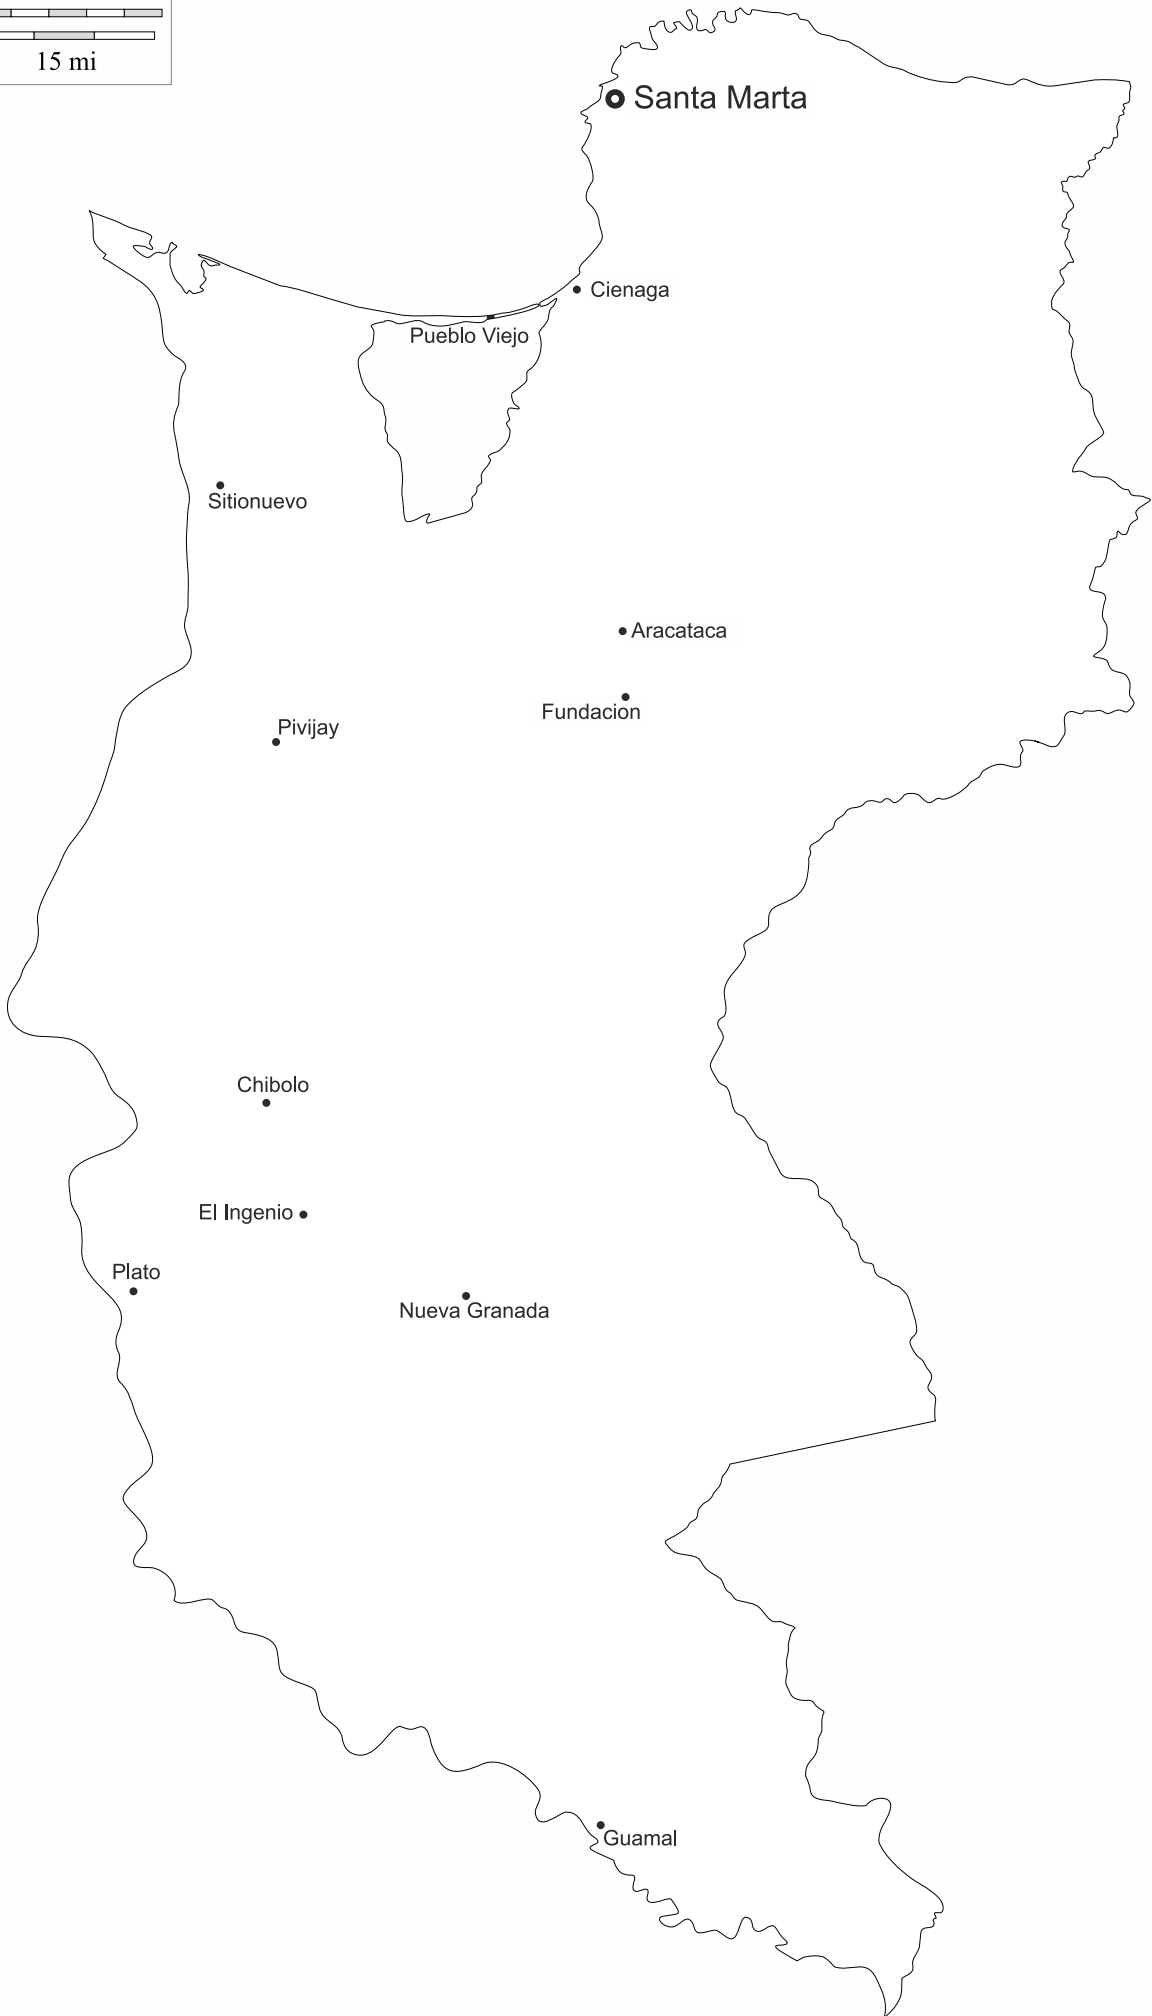 15 mi
Santa Marta
Cienaga
Pueblo Viejo
Sitionuevo
Aracataca
Fundacion
Pivijay
Chibolo
El Ingenio
Plato
Nueva Granada
Guamal